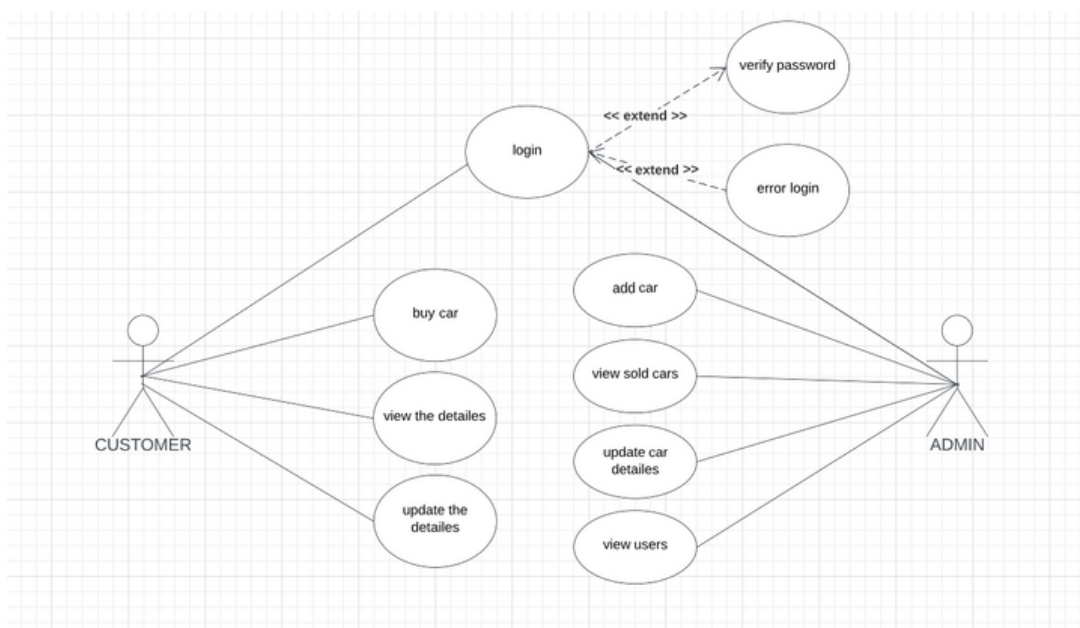 verify password
<< extend >>
login
<< extend >>
error login
add car
buy car
view sold cars
view the detailes
CUSTOMER
ADMIN
update car
detailes
update the
detailes
view users